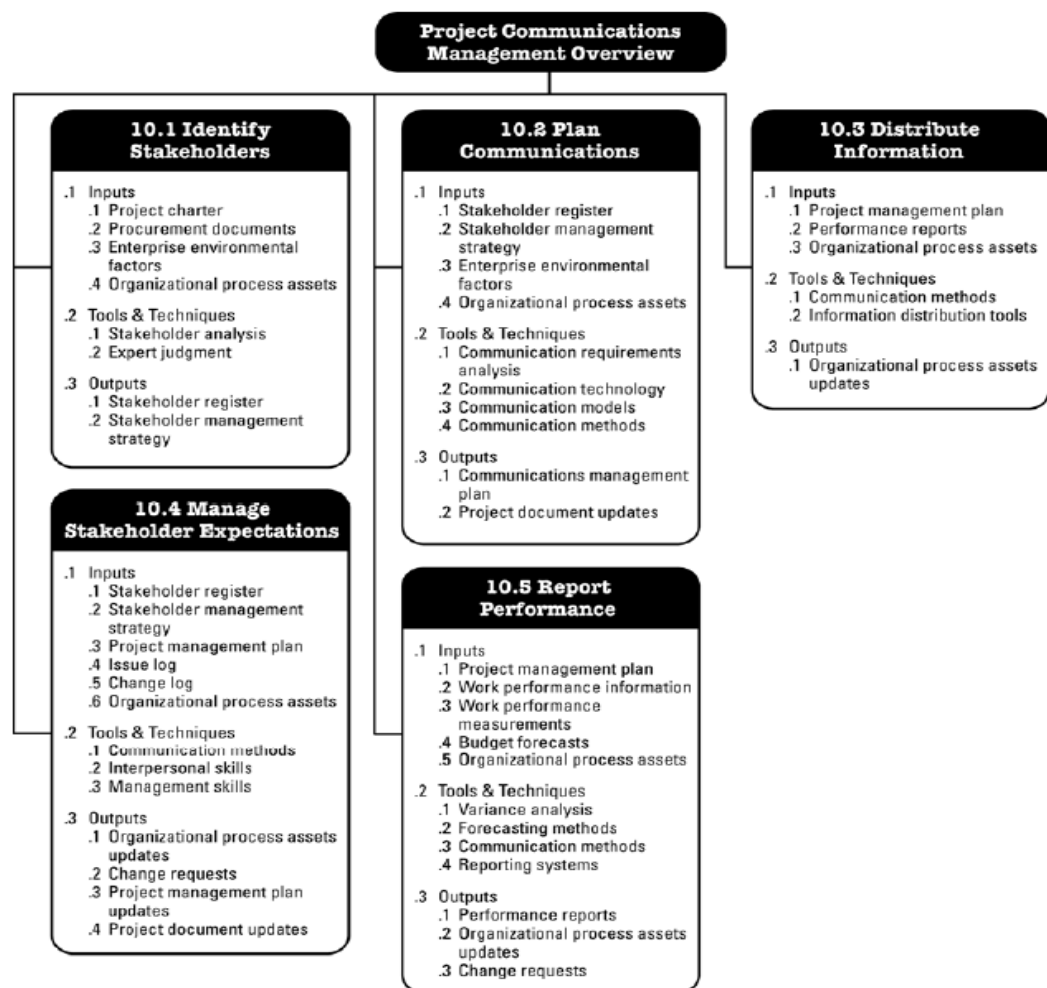 Project Communications
Management Overview
10.1 Identify
Stakeholders
.1 Inputs
.1 Project charter
.2 Procurement documents
.3 Enterprise environmental
factors
.4 Organizational process assets
.2 Tools & Techniques
.1 Stakeholder analysis
.2 Expert judgment
.3 Outputs
.1 Stakeholder register
.2 Stakeholder management
strategy
10.2 Plan
Communications
.1 Inputs
.1 Stakeholder register
.2 Stakeholder management
strategy
.3 Enterprise environmental
factors
.4 Organizational process assets
.2 Tools & Techniques
.1 Communication requirements
analysis
.2 Communication technology
.3 Communication models
.4 Communication methods
.3 Outputs
.1 Communications management
plan
.2 Project document updates
10.3 Distribute
Information
.1 Inputs
.1 Project management plan
.2 Performance reports
.3 Organizational process assets
.2 Tools & Techniques
.1 Communication methods
.2 Information distribution tools
.3 Outputs
.1 Organizational process assets
updates
10.4 Manage
Stakeholder Expectations
.1 Inputs
.1 Stakeholder register
.2 Stakeholder management
strategy
.3 Project management plan
.4 Issue log
.5 Change log
.6 Organizational process assets
.2 Tools & Techniques
.1 Communication methods
.2 Interpersonal skills
.3 Management skills
.3 Outputs
.1 Organizational process assets
updates
.2 Change requests
.3 Project management plan
updates
.4 Project document updates
10.5 Report
Performance
.1 Inputs
.1 Project management plan
.2 Work performance information
.3 Work performance
measurements
.4 Budget forecasts
.5 Organizational process assets
.2 Tools & Techniques
.1 Variance analysis
.2 Forecasting methods
.3 Communication methods
.4 Reporting systems
.3 Outputs
.1 Performance reports
.2 Organizational process assets
updates
.3 Change requests